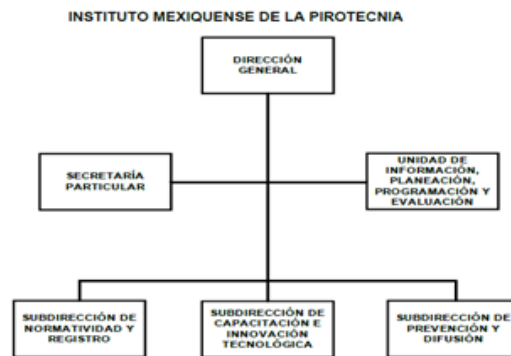 INSTITUTO MEXIQUENSE DE LA PIROTECNIA
DIRECCIÓN
GENERAL
SECRETARÍA
PARTICULAR
UNIDAD DE
INFORMACIÓN,
PLANEACIÓN,
PROGRAMACIÓN Y
EVALUACIÓN
SUBDIRECCIÓN DE
NORMATIVIDAD Y
REGISTRO
SUBDIRECCIÓN DE
CAPACITACIÓN E
INNOVACIÓN
TECNOLÓGICA
SUBDIRECCIÓN DE
PREVENCIÓN Y
DIFUSIÓN